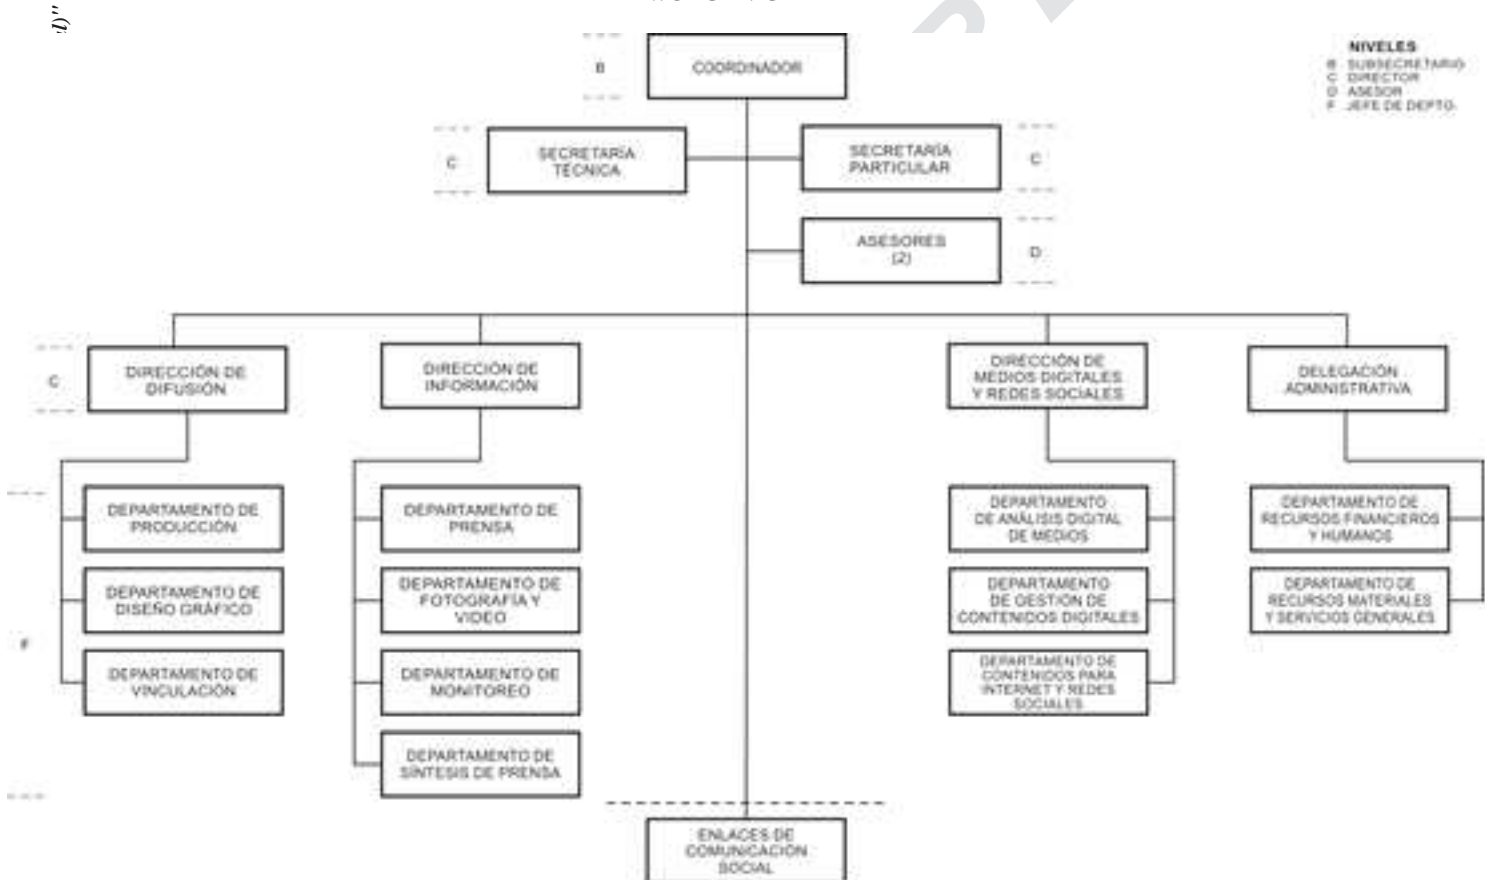 el)"
NIVELES
B SUBSECRETARIO
C DIRECTOR
D ASESOR
F JEFE DE DEPTO.
B
COORDINADOR
C
SECRETARÍA
TÉCNICA
SECRETARÍA
PARTICULAR
C
ASESORES
(2)
D
C
DIRECCIÓN DE
DIFUSIÓN
DIRECCIÓN DE
INFORMACIÓN
DIRECCIÓN DE
MEDIOS DIGITALES
Y REDES SOCIALES
DELEGACIÓN
ADMINISTRATIVA
F
DEPARTAMENTO DE
PRODUCCIÓN
DEPARTAMENTO DE
DISEÑO GRÁFICO
DEPARTAMENTO DE
VINCULACIÓN
DEPARTAMENTO DE
PRENSA
DEPARTAMENTO DE
FOTOGRAFÍA Y
VIDEO
DEPARTAMENTO DE
MONITOREO
DEPARTAMENTO DE
SÍNTESIS DE PRENSA
DEPARTAMENTO
DE ANÁLISIS DIGITAL
DE MEDIOS
DEPARTAMENTO
DE GESTIÓN DE
CONTENIDOS DIGITALES
DEPARTAMENTO DE
CONTENIDOS PARA
INTERNET Y REDES
SOCIALES
DEPARTAMENTO DE
RECURSOS FINANCIEROS
Y HUMANOS
DEPARTAMENTO DE
RECURSOS MATERIALES
Y SERVICIOS GENERALES
ENLACES DE
COMUNICACIÓN
SOCIAL